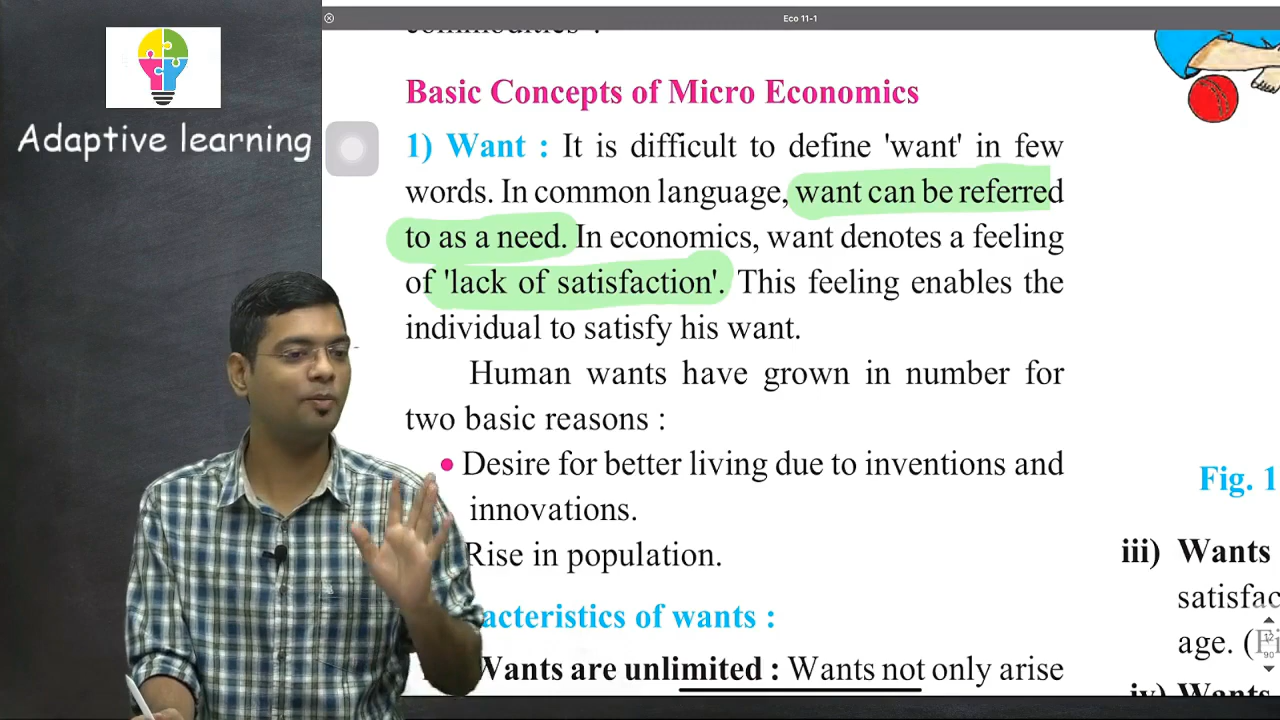 Eco 11-1
Adaptive learning
Basic Concepts of Micro Economics
1) Want : It is difficult to define 'want' in few
words. In common language, want can be referred
to as a need. In economics, want denotes a feeling
of 'lack of satisfaction'. This feeling enables the
individual to satisfy his want.
Human wants have grown in number for
two basic reasons :
• Desire for better living due to inventions and
innovations.
Rise in population.
acteristics of wants :
Wants are unlimited : Wants not only arise
Fig. 1
iii) Wants
satisfac
age. (
12
90
iv) Wants